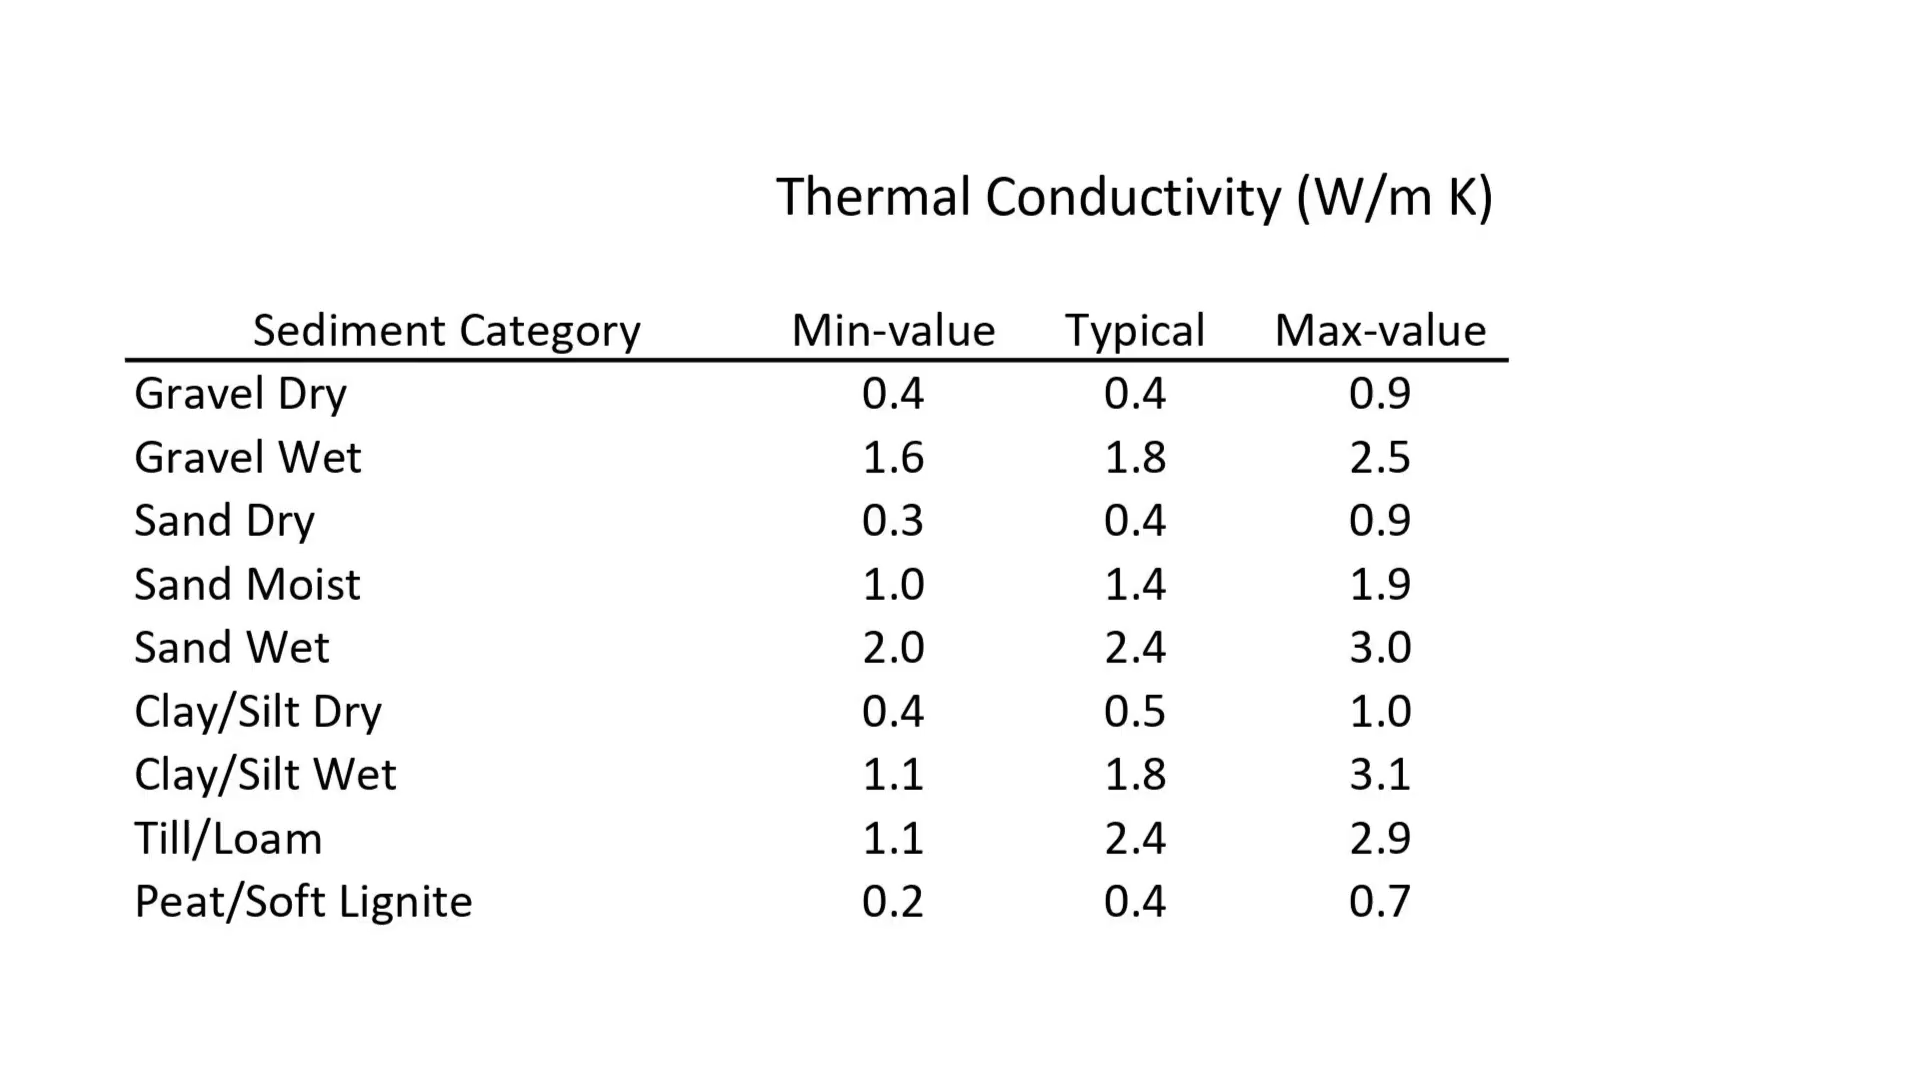 Thermal Conductivity (W/m K)
Sediment Category Min-value Typical Max-value
Gravel Dry 0.4 0.4 0.9
Gravel Wet 1.6 1.8 2.5
Sand Dry 0.3 0.4 0.9
Sand Moist 1.0 1.4 1.9
Sand Wet 2.0 2.4 3.0
Clay/Silt Dry 0.4 0.5 1.0
Clay/Silt Wet 1.1 1.8 3.1
Till/Loam 1.1 2.4 2.9
Peat/Soft Lignite 0.2 0.4 0.7